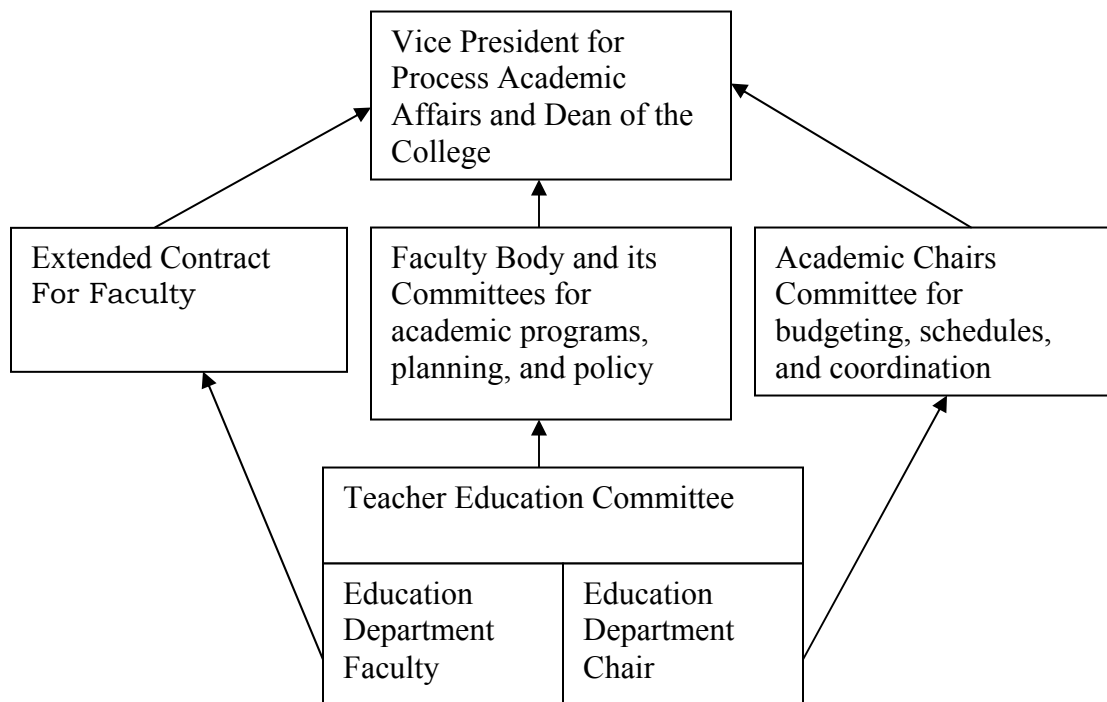 Vice President for
Process Academic
Affairs and Dean of the
College
Extended Contract
For Faculty
Faculty Body and its
Committees for
academic programs,
planning, and policy
Academic Chairs
Committee for
budgeting, schedules,
and coordination
Teacher Education Committee
Education
Department
Faculty
Education
Department
Chair